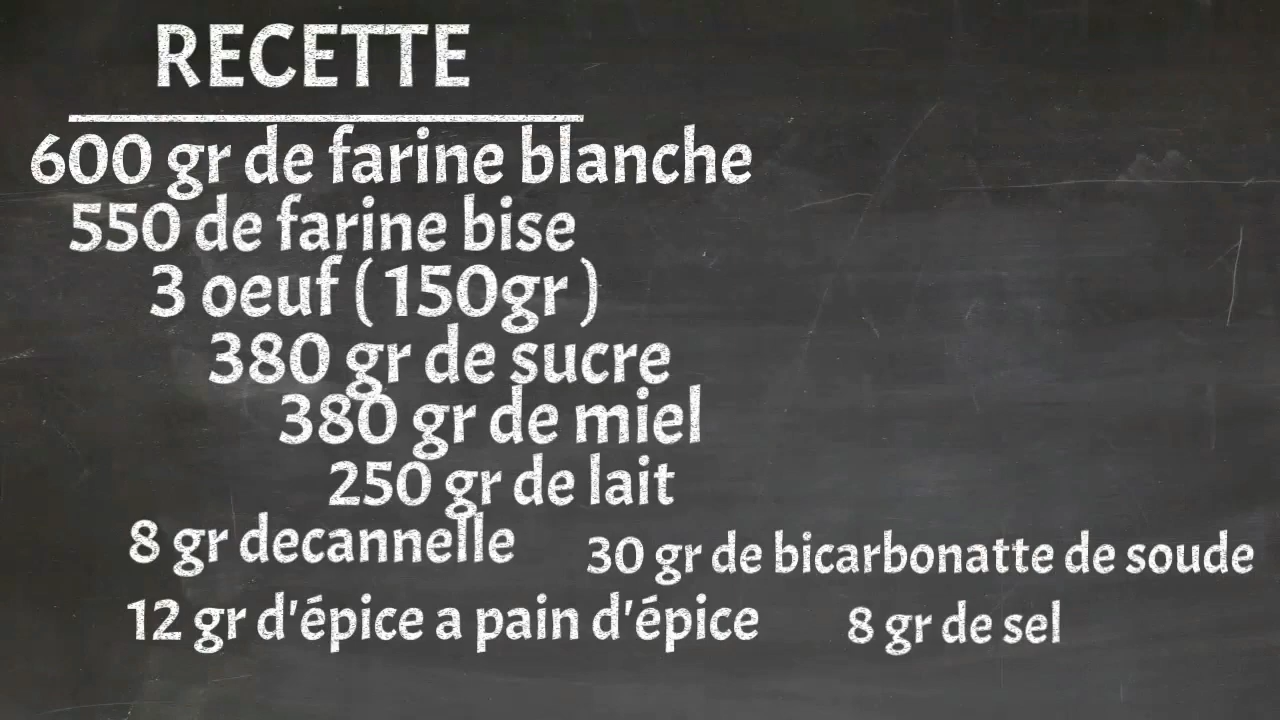 RECETTE
600 gr de farine blanche
550 de farine bise
3 oeuf ( 150gr )
380 gr de sucre
380 gr de miel
250 gr de lait
8 gr decannelle
30 gr de bicarbonatte de soude
12 gr d'épice a pain d'épice
8 gr de sel